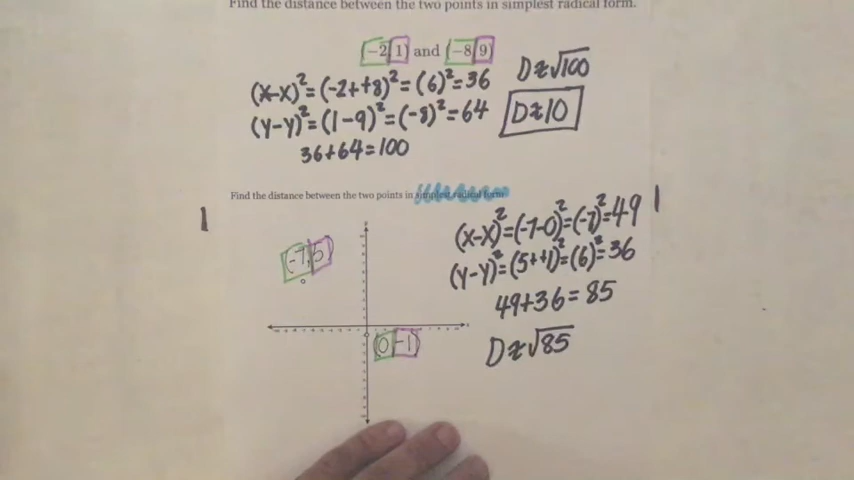 Find the distance between the two points in simplest radical form.
(-2,1) and (-8,9)
(x-x)²=(-2++8)²=(6)²=36
(y-y)²=(1-9)²=(-8)²=64
36+64=100
D≈√100
D≈10
Find the distance between the two points in simplest radical form.
1
(-7,5)
(0,-1)
(x-x)²=(-7-0)²=(-7)²=49
(y-y)²=(5++1)²=(6)²=36
49+36=85
D≈√85
1